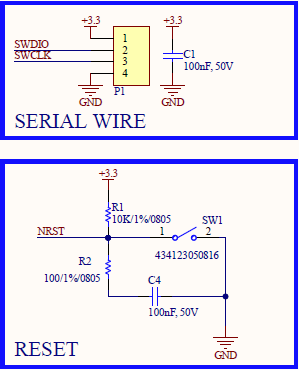 +3.3 +3.3
1
SWDIO 2
SWCLK 3
4
C1
100nF, 50V
P1
GND GND
SERIAL WIRE
+3.3
R1
10K/1%/0805
SW1
NRST 1 2
R2
434123050816
100/1%/0805
C4
100nF, 50V
GND
RESET